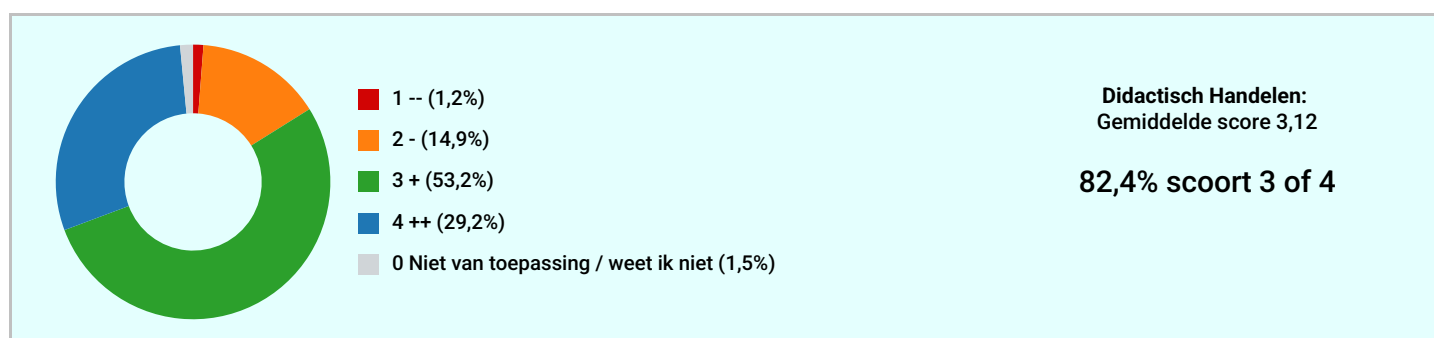 1 -- (1,2%)
2 - (14,9%)
3 + (53,2%)
4 ++ (29,2%)
0 Niet van toepassing / weet ik niet (1,5%)
Didactisch Handelen:
Gemiddelde score 3,12
82,4% scoort 3 of 4